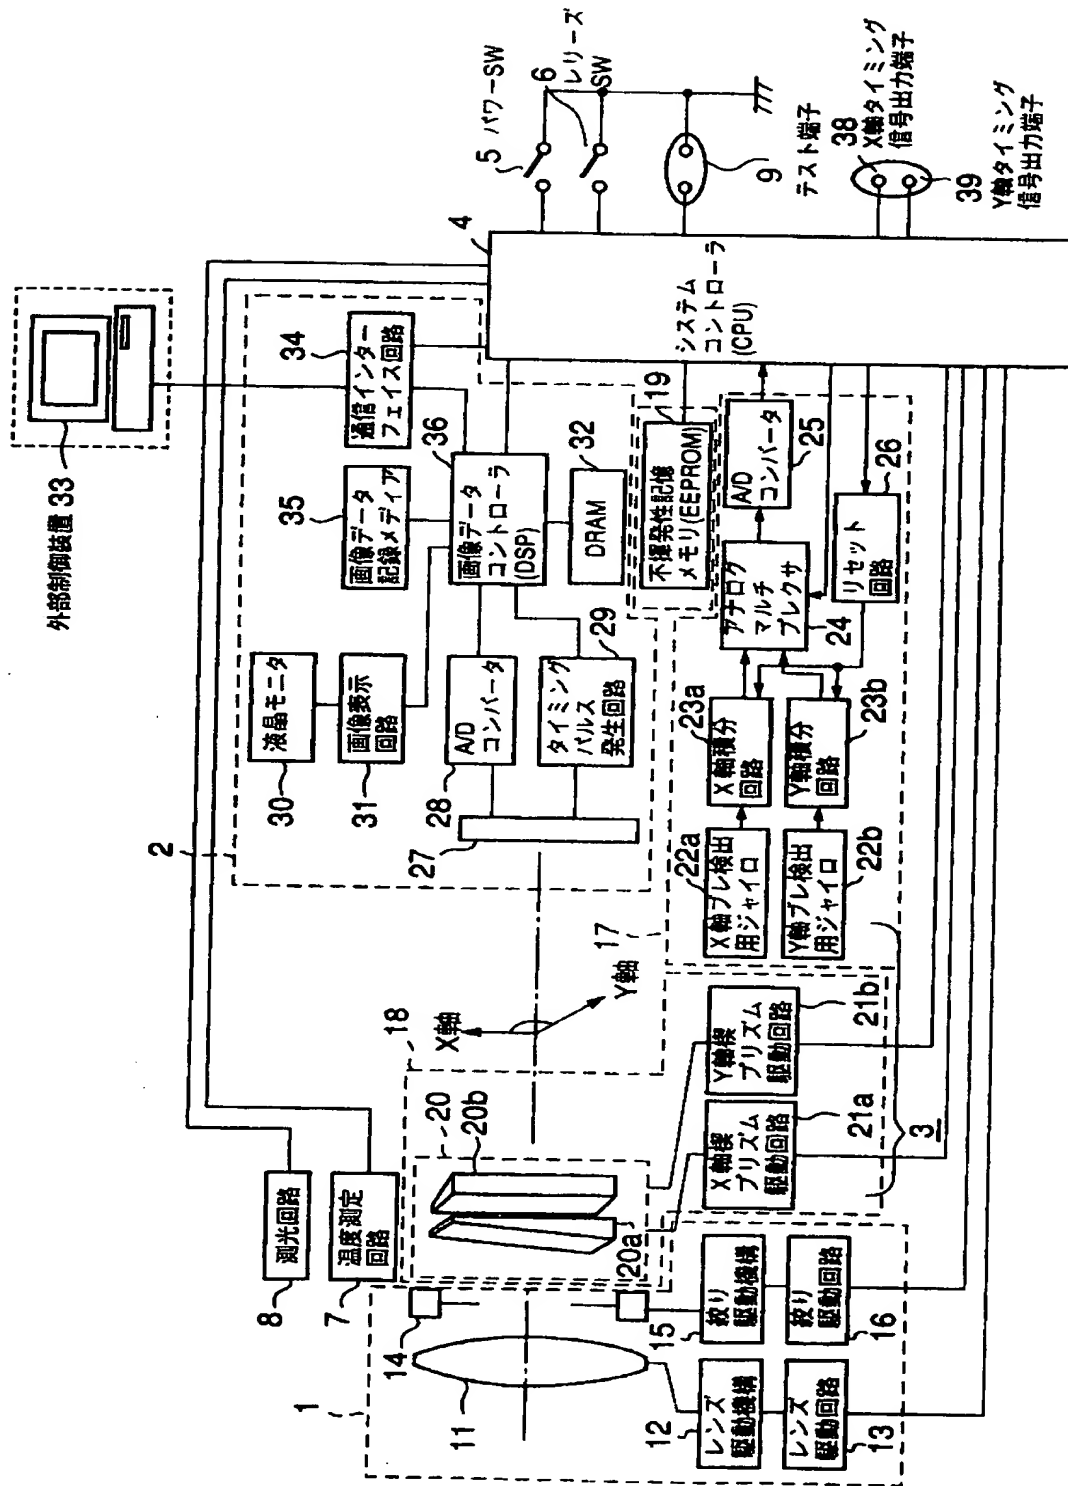 外部制御装置 33
2
液晶モニタ
30
画像表示
回路
31
画像データ
記録メディア
35
通信インター
フェイス回路
34
画像データ
コントローラ
(DSP)
36
A/D
コンバータ
28
タイミング
パルス
発生回路
29
DRAM
32
27
不揮発性記憶
メモリ(EEPROM)
19
システム
コントローラ
(CPU)
4
5 パワーSW
6
レリーズ
SW
9
テスト端子
38
X軸タイミング
信号出力端子
39
Y軸タイミング
信号出力端子
A/D
コンバータ
25
アナログ
マルチ
プレクサ
24
リセット
回路
26
X軸積分
回路
23a
Y軸積分
回路
23b
X軸ブレ検出
用ジャイロ
22a
Y軸ブレ検出
用ジャイロ
22b
17
18
X軸
Y軸
20
20b
20a
Y軸楔
プリズム
駆動回路
21b
X軸楔
プリズム
駆動回路
21a
3
測光回路
8
温度測定
回路
7
1
14
11
絞り
駆動機構
15
絞り
駆動回路
16
レンズ
駆動機構
12
レンズ
駆動回路
13